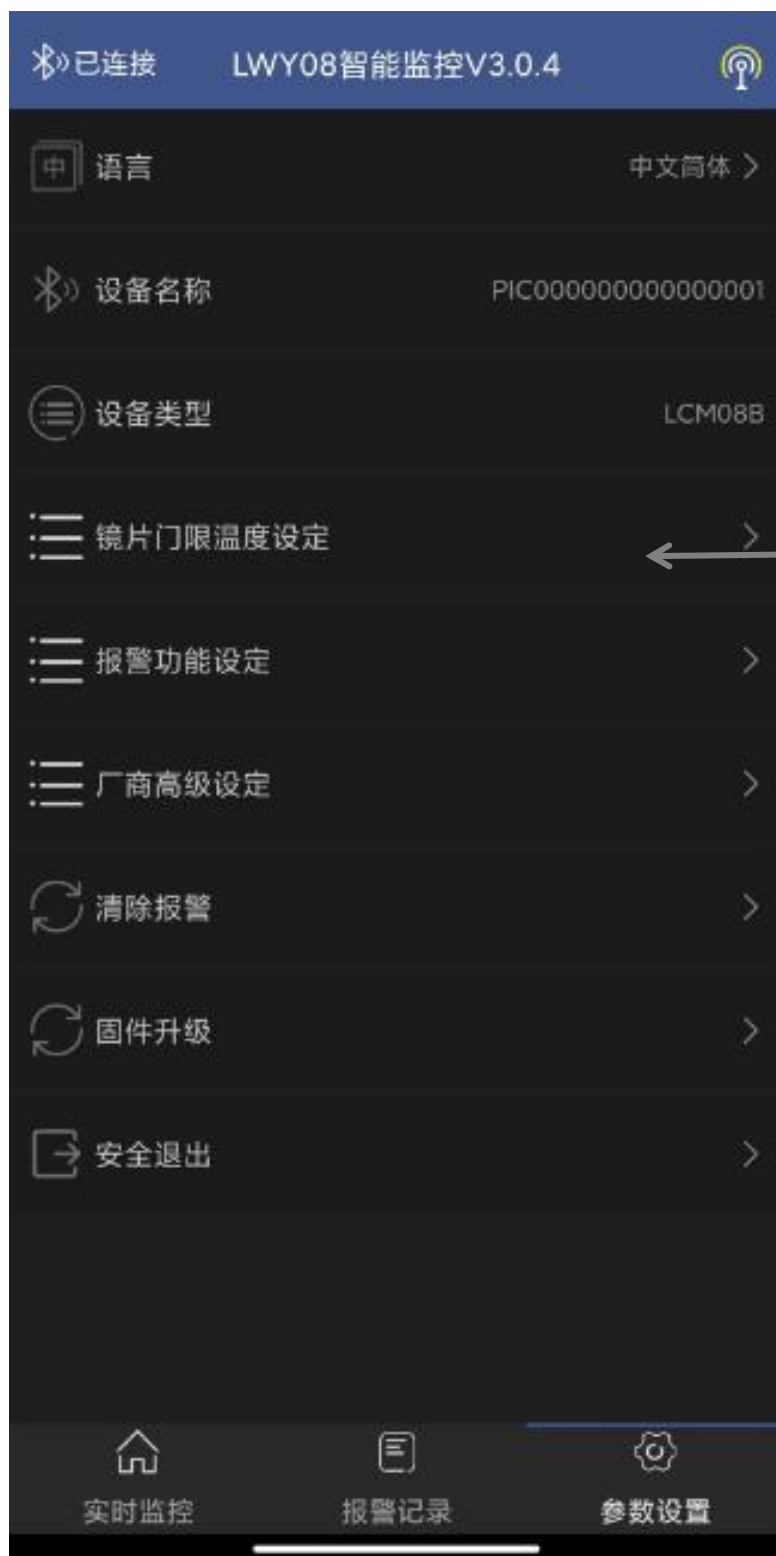 已连接 LWY08智能监控V3.0.4
中 语言 中文简体
设备名称 PIC000000000000001
设备类型 LCM08B
镜片门限温度设定
报警功能设定
厂商高级设定
清除报警
固件升级
安全退出
实时监控 报警记录 参数设置